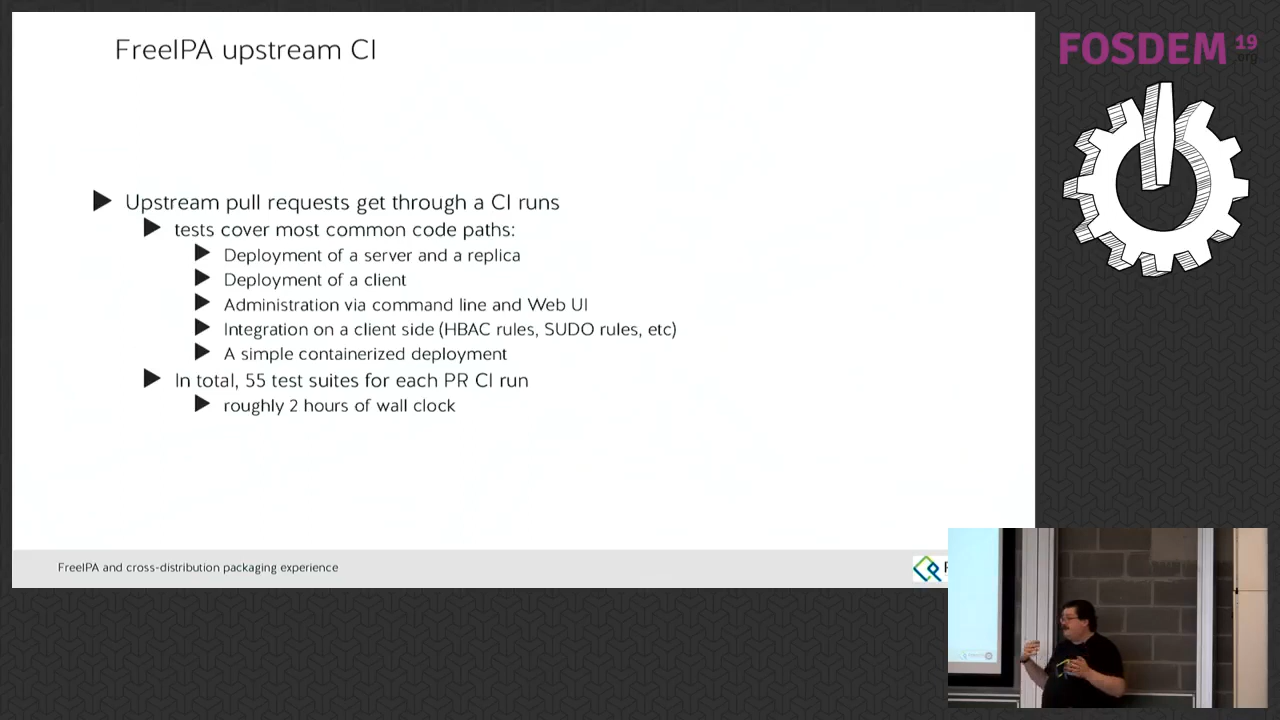 FreeIPA upstream CI
FOSDEM 19
.org
Upstream pull requests get through a CI runs
tests cover most common code paths:
Deployment of a server and a replica
Deployment of a client
Administration via command line and Web UI
Integration on a client side (HBAC rules, SUDO rules, etc)
A simple containerized deployment
In total, 55 test suites for each PR CI run
roughly 2 hours of wall clock
FreeIPA and cross-distribution packaging experience